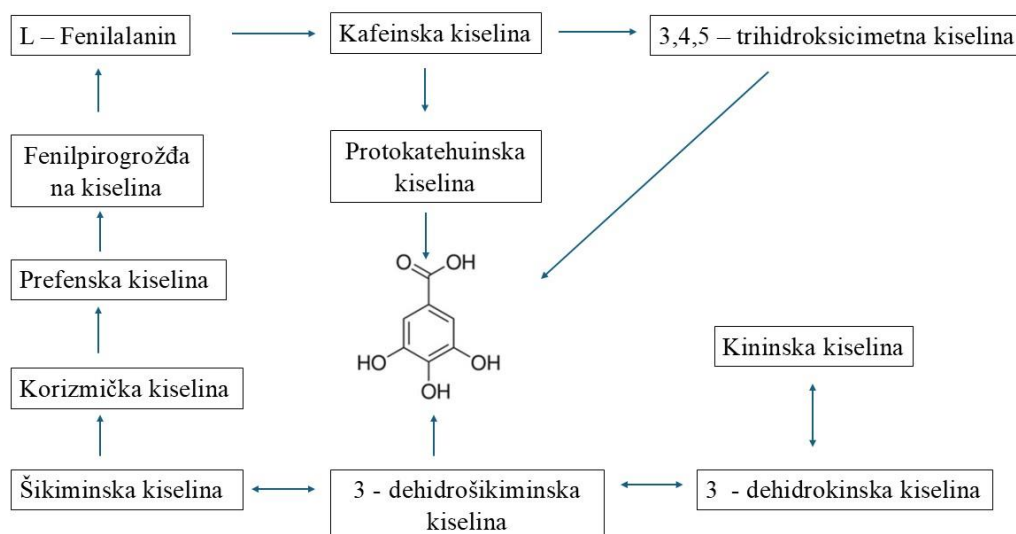 L – Fenilalanin
Kafeinska kiselina
3,4,5 – trihidroksicimetna kiselina
Fenilpirogrožđa
na kiselina
Protokatehuinska
kiselina
Prefenska kiselina
O
OH
HO
OH
OH
Kininska kiselina
Korizmička kiselina
Šikiminska kiselina
3 - dehidrošikiminska
kiselina
3 - dehidrokinska kiselina